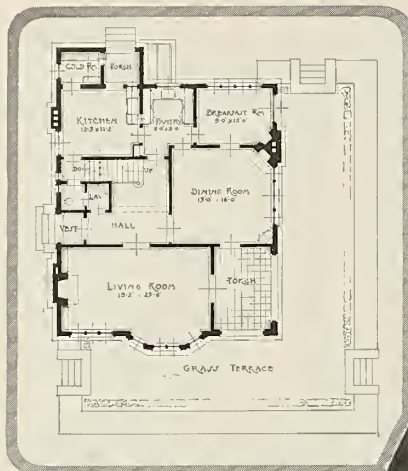 COLD RM.
PORCH
KITCHEN
PANTRY
BREAKFAST RM
DINING ROOM
15'0" - 16'0"
UP
LAV
VEST
HALL
LIVING ROOM
PORCH
GRASS TERRACE